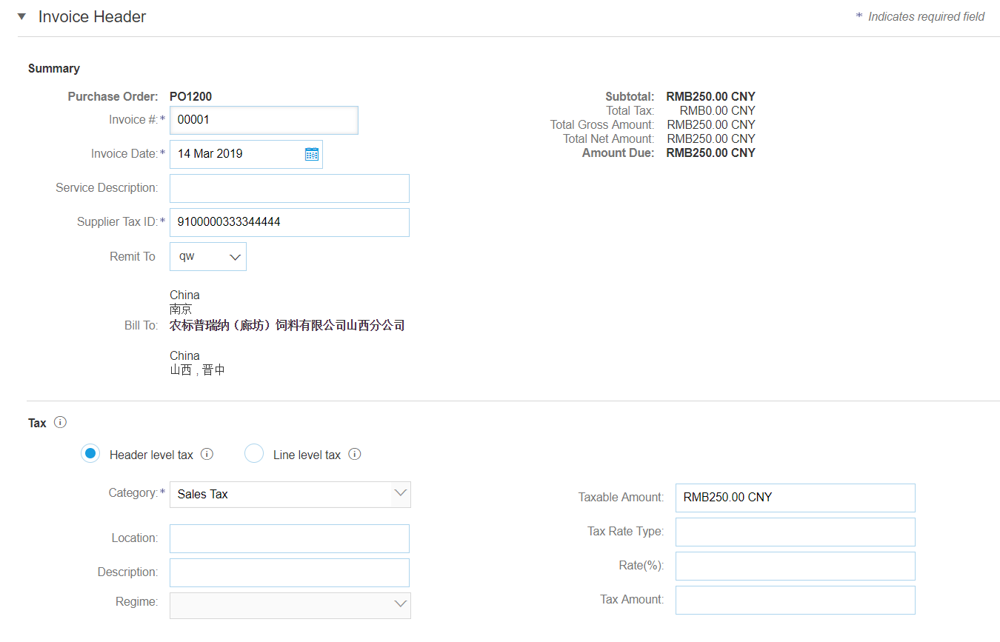 Invoice Header
* Indicates required field
Summary
Purchase Order: PO1200
Invoice #:* 00001
Invoice Date:* 14 Mar 2019
Service Description:
Supplier Tax ID:* 9100000333344444
Remit To qw
China
南京
Bill To: 农标普瑞纳（廊坊）饲料有限公司山西分公司
China
山西 , 晋中
Subtotal: RMB250.00 CNY
Total Tax: RMB0.00 CNY
Total Gross Amount: RMB250.00 CNY
Total Net Amount: RMB250.00 CNY
Amount Due: RMB250.00 CNY
Tax
Header level tax
Line level tax
Category:* Sales Tax
Location:
Description:
Regime:
Taxable Amount: RMB250.00 CNY
Tax Rate Type:
Rate(%):
Tax Amount: